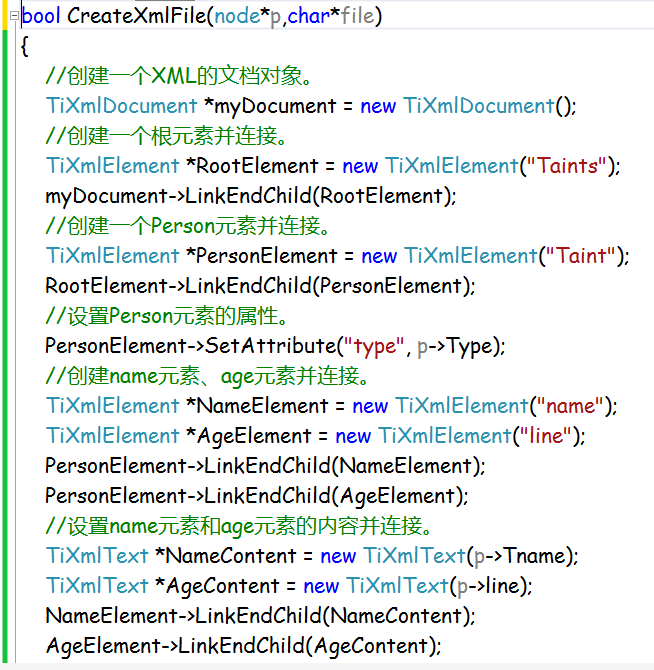 bool CreateXmlFile(node*p,char*file)
{
//创建一个XML的文档对象。
TiXmlDocument *myDocument = new TiXmlDocument();
//创建一个根元素并连接。
TiXmlElement *RootElement = new TiXmlElement("Taints");
myDocument->LinkEndChild(RootElement);
//创建一个Person元素并连接。
TiXmlElement *PersonElement = new TiXmlElement("Taint");
RootElement->LinkEndChild(PersonElement);
//设置Person元素的属性。
PersonElement->SetAttribute("type", p->Type);
//创建name元素、age元素并连接。
TiXmlElement *NameElement = new TiXmlElement("name");
TiXmlElement *AgeElement = new TiXmlElement("line");
PersonElement->LinkEndChild(NameElement);
PersonElement->LinkEndChild(AgeElement);
//设置name元素和age元素的内容并连接。
TiXmlText *NameContent = new TiXmlText(p->Tname);
TiXmlText *AgeContent = new TiXmlText(p->line);
NameElement->LinkEndChild(NameContent);
AgeElement->LinkEndChild(AgeContent);